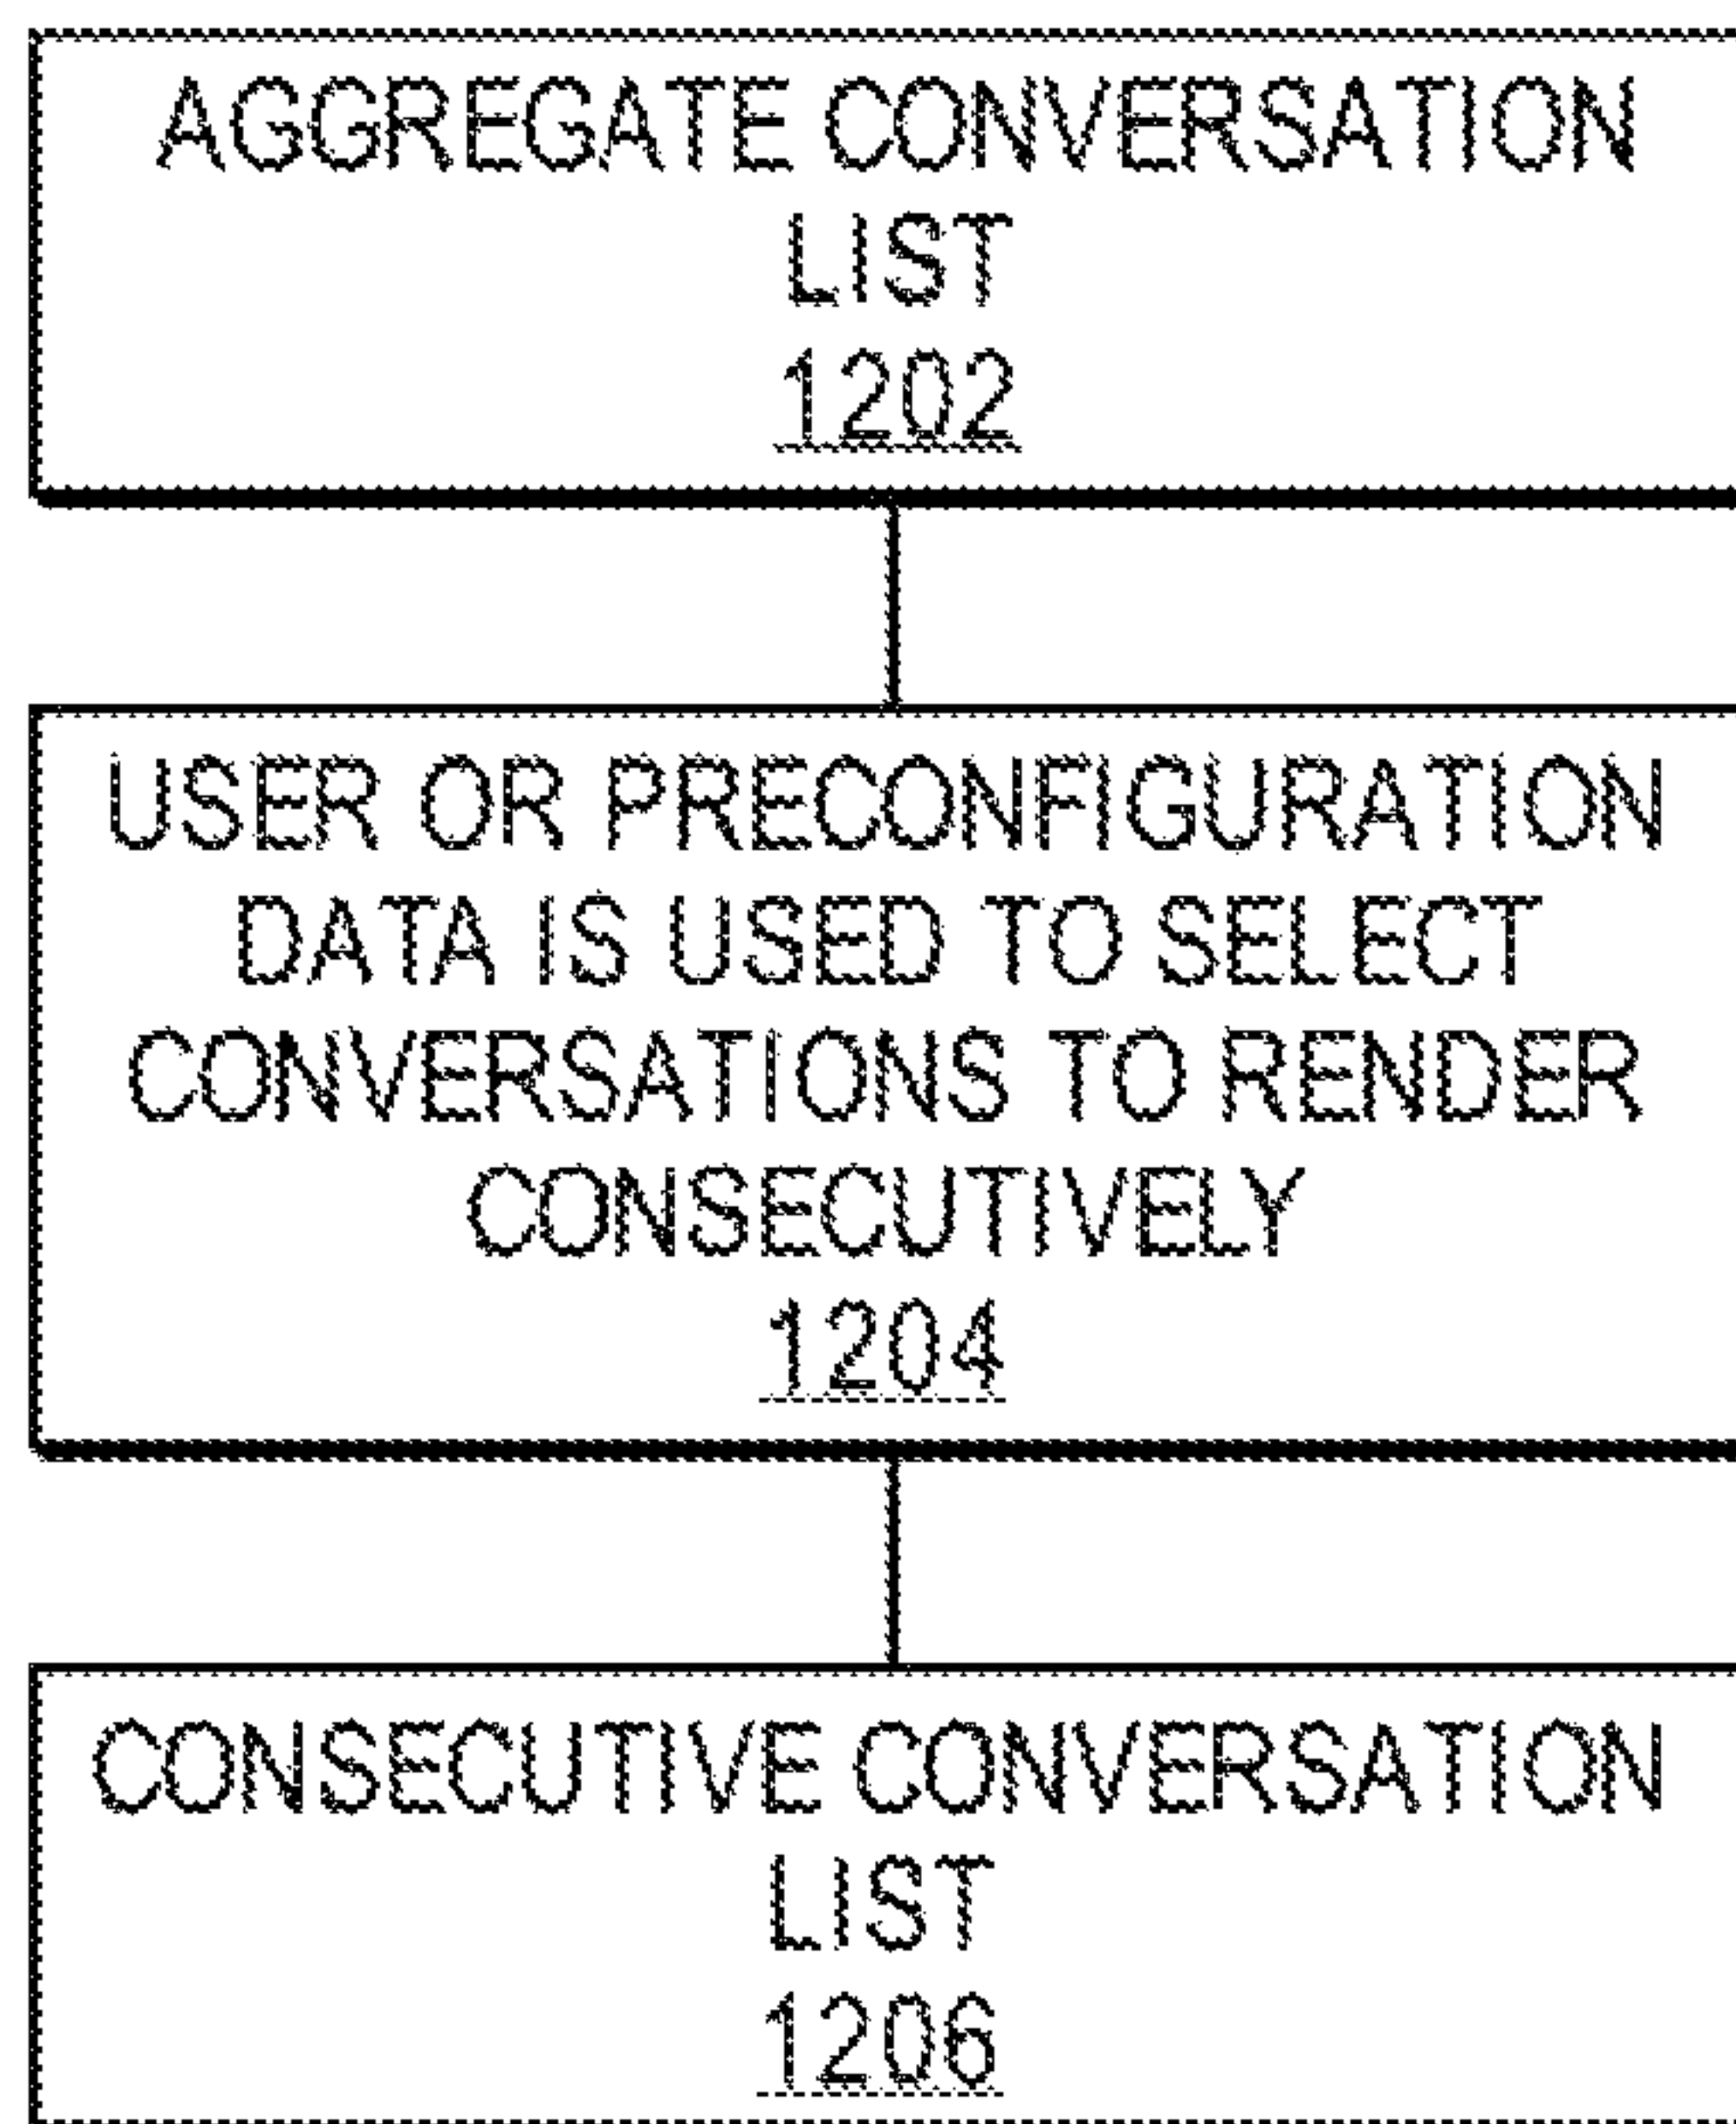 AGGREGATE CONVERSATION
LIST
1202
USER OR PRECONFIGURATION
DATA IS USED TO SELECT
CONVERSATIONS TO RENDER
CONSECUTIVELY
1204
CONSECUTIVE CONVERSATION
LIST
1206